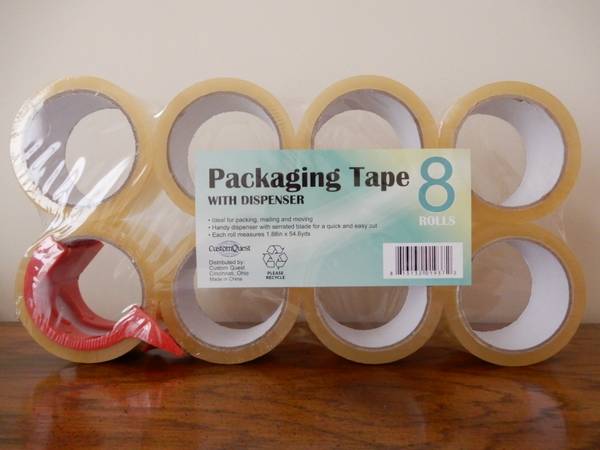 Packaging Tape
WITH DISPENSER
8
ROLLS
• Ideal for packing, mailing and moving
• Handy dispenser with serrated blade for a quick and easy cut
• Each roll measures 1.88in x 54.6yds
CustomQuest
Distributed by:
Custom Quest
Cincinnati, Ohio
Made in China
PLEASE
RECYCLE